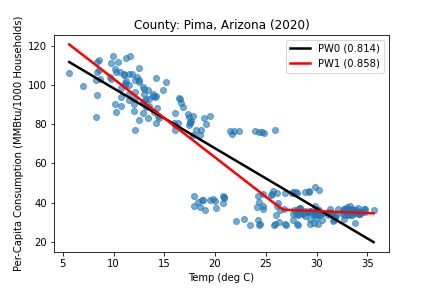 County: Pima, Arizona (2020)
Per-Capita Consumption (MMBtu/1000 Households)
120
100
80
60
40
20
PW0 (0.814)
PW1 (0.858)
5 10 15 20 25 30 35
Temp (deg C)